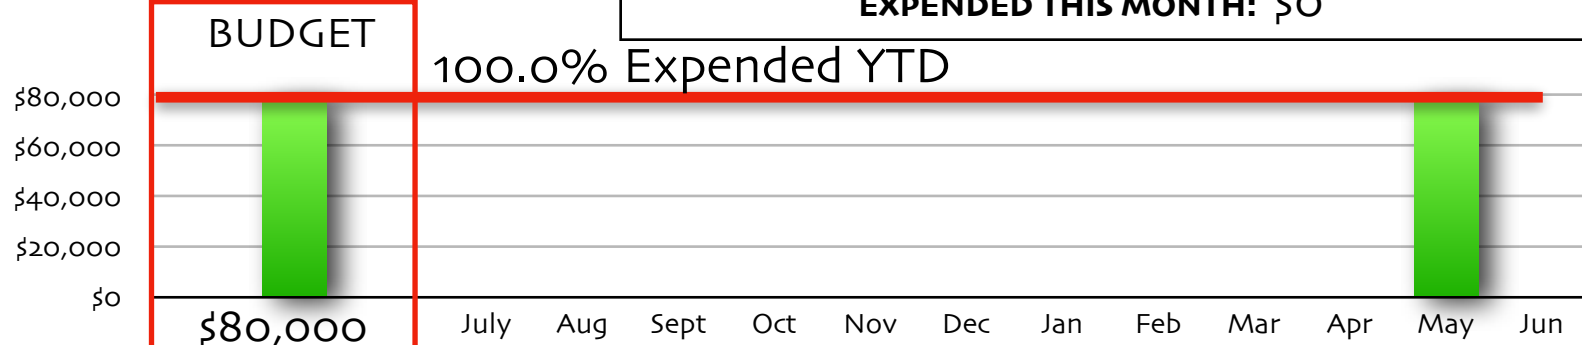 EXPENDED THIS MONTH: $0
BUDGET
100.0% Expended YTD
$80,000
$60,000
$40,000
$20,000
$0
$80,000
July Aug Sept Oct Nov Dec Jan Feb Mar Apr May Jun